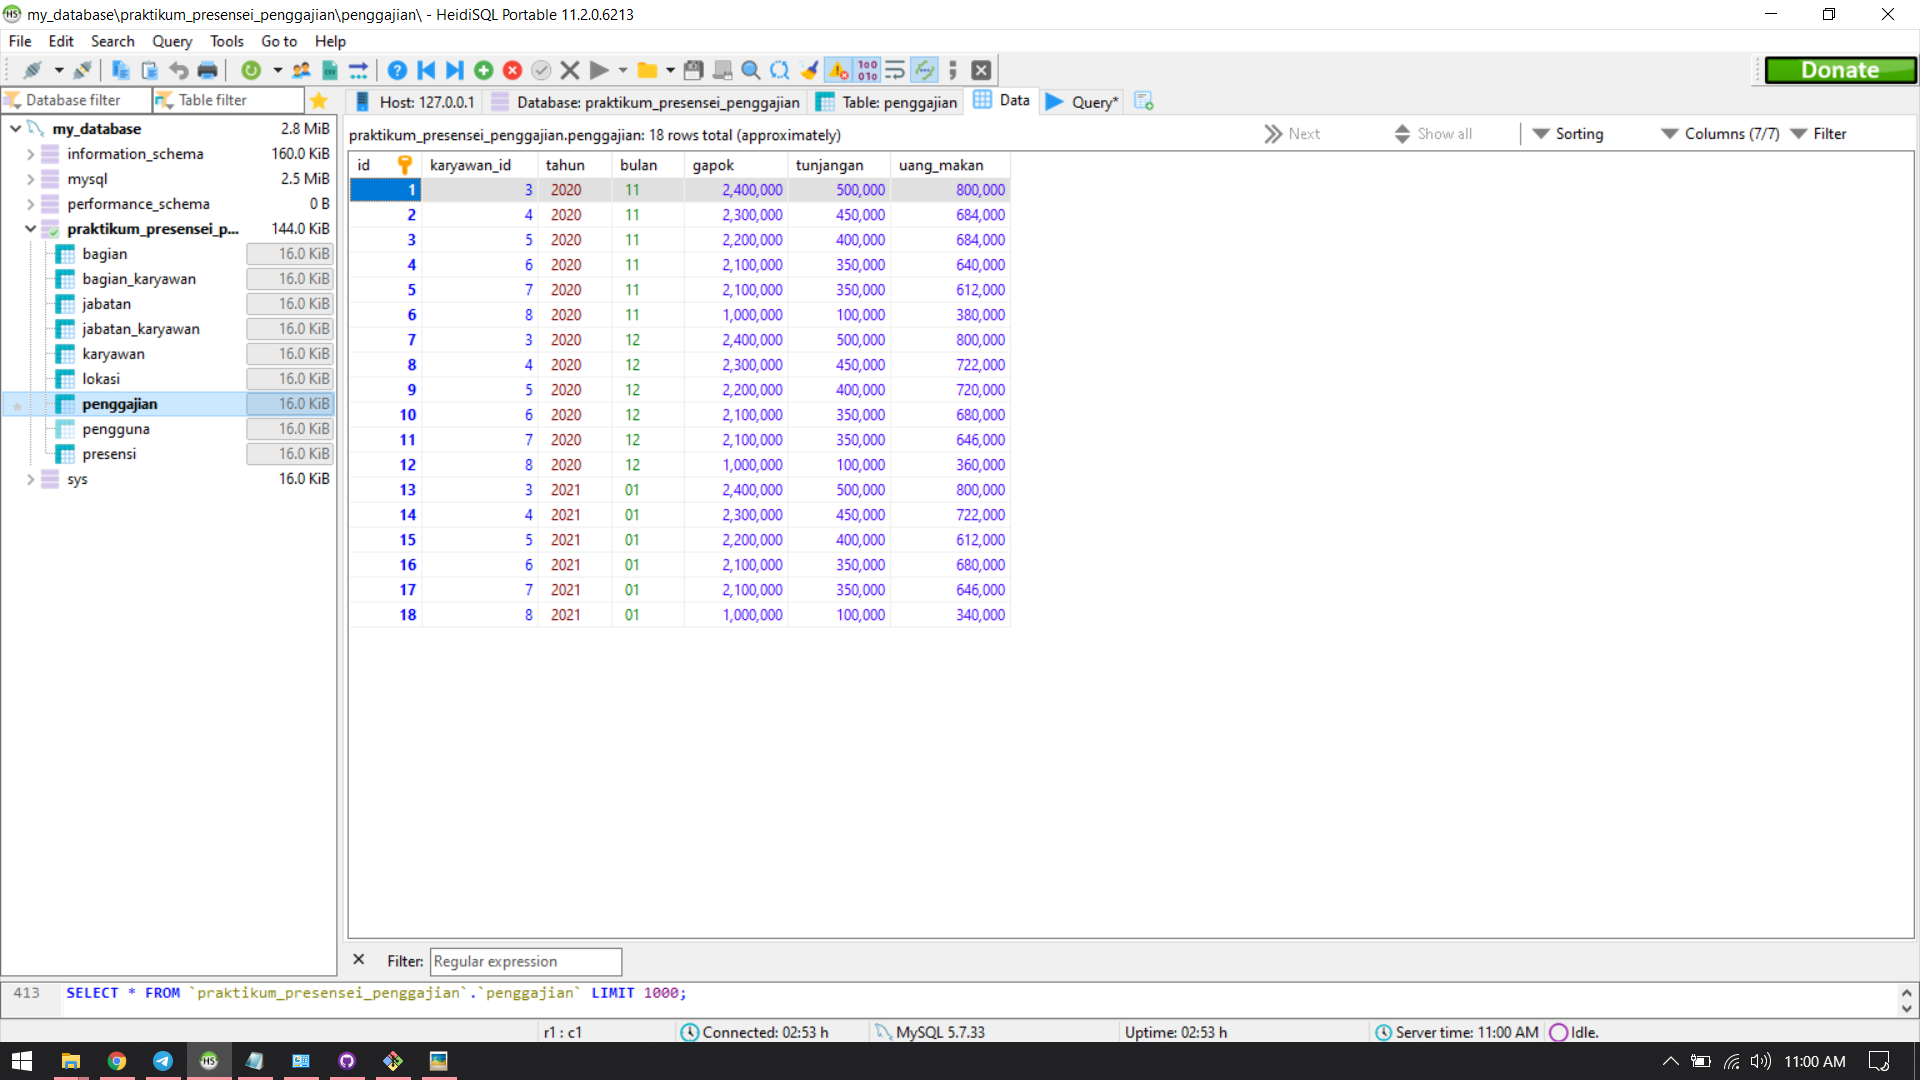 my_database\praktikum_presensei_penggajian\penggajian\ - HeidiSQL Portable 11.2.0.6213
File Edit Search Query Tools Go to Help
Donate
Database filter Table filter Host: 127.0.0.1 Database: praktikum_presensei_penggajian Table: penggajian Data Query*
my_database 2.8 MiB
information_schema 160.0 KiB
mysql 2.5 MiB
performance_schema 0 B
praktikum_presensei_p... 144.0 KiB
bagian 16.0 KiB
bagian_karyawan 16.0 KiB
jabatan 16.0 KiB
jabatan_karyawan 16.0 KiB
karyawan 16.0 KiB
lokasi 16.0 KiB
penggajian 16.0 KiB
pengguna 16.0 KiB
presensi 16.0 KiB
sys 16.0 KiB
praktikum_presensei_penggajian.penggajian: 18 rows total (approximately) Next Show all Sorting Columns (7/7) Filter
id karyawan_id tahun bulan gapok tunjangan uang_makan
1 3 2020 11 2,400,000 500,000 800,000
2 4 2020 11 2,300,000 450,000 684,000
3 5 2020 11 2,200,000 400,000 684,000
4 6 2020 11 2,100,000 350,000 640,000
5 7 2020 11 2,100,000 350,000 612,000
6 8 2020 11 1,000,000 100,000 380,000
7 3 2020 12 2,400,000 500,000 800,000
8 4 2020 12 2,300,000 450,000 722,000
9 5 2020 12 2,200,000 400,000 720,000
10 6 2020 12 2,100,000 350,000 680,000
11 7 2020 12 2,100,000 350,000 646,000
12 8 2020 12 1,000,000 100,000 360,000
13 3 2021 01 2,400,000 500,000 800,000
14 4 2021 01 2,300,000 450,000 722,000
15 5 2021 01 2,200,000 400,000 612,000
16 6 2021 01 2,100,000 350,000 680,000
17 7 2021 01 2,100,000 350,000 646,000
18 8 2021 01 1,000,000 100,000 340,000
Filter: Regular expression
413 SELECT * FROM `praktikum_presensei_penggajian`.`penggajian` LIMIT 1000;
r1 : c1 Connected: 02:53 h MySQL 5.7.33 Uptime: 02:53 h Server time: 11:00 AM Idle.
11:00 AM